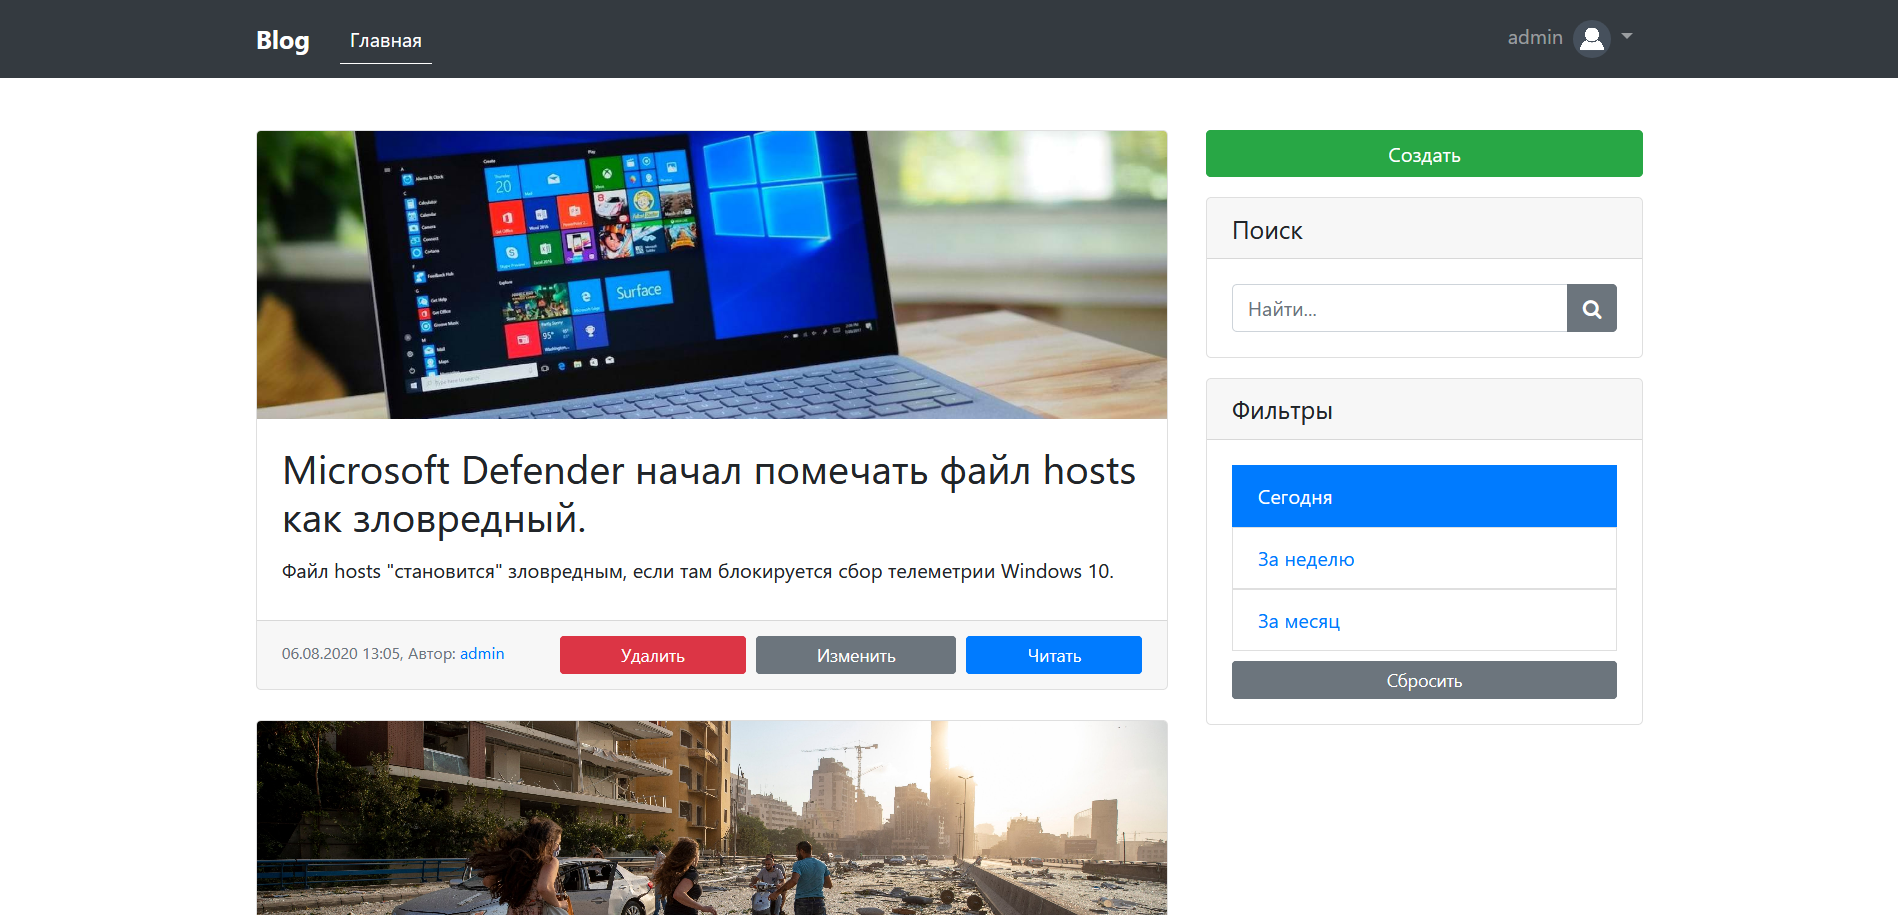 Blog
Главная
admin
Создать
Поиск
Найти...
Фильтры
Сегодня
За неделю
За месяц
Сбросить
Surface
Microsoft Defender начал помечать файл hosts
как зловредный.
Файл hosts "становится" зловредным, если там блокируется сбор телеметрии Windows 10.
06.08.2020 13:05, Автор: admin
Удалить
Изменить
Читать